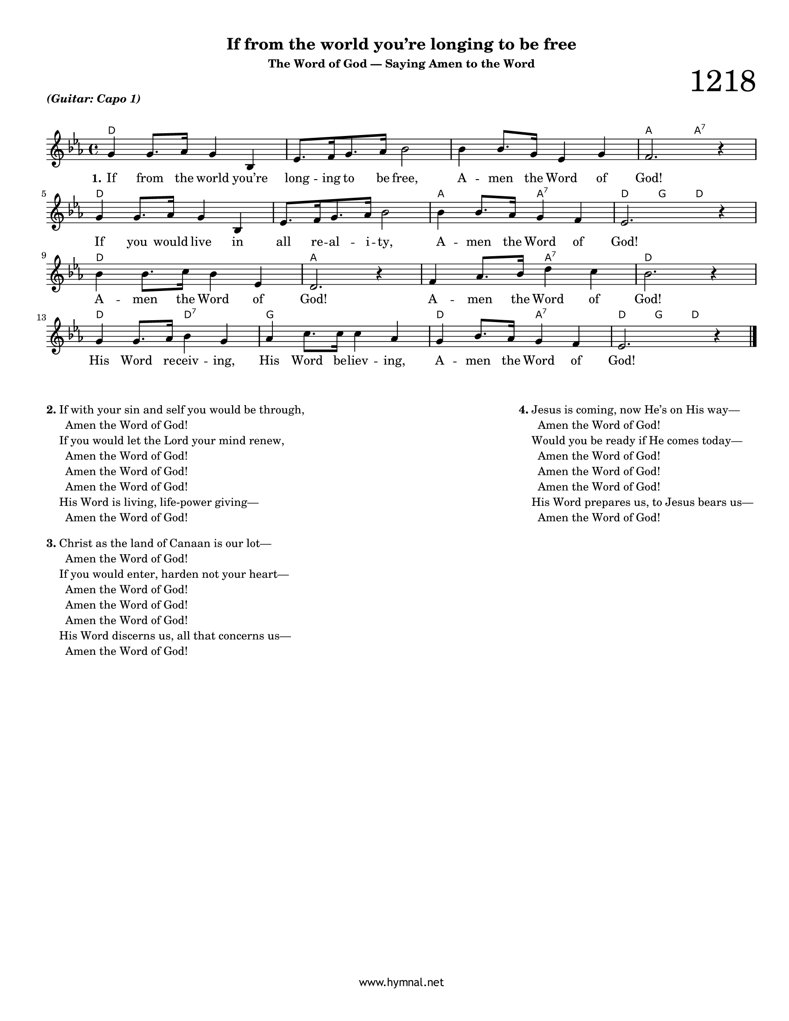 If from the world you're longing to be free
The Word of God — Saying Amen to the Word
1218
(Guitar: Capo 1)
D A A7
1. If from the world you're long - ing to be free, A - men the Word of God!
5 D A A7 D G D
If you would live in all re - al - i - ty, A - men the Word of God!
9 D A A7 D
A - men the Word of God! A - men the Word of God!
13 D D7 G D A7 D G D
His Word receiv - ing, His Word believ - ing, A - men the Word of God!
2. If with your sin and self you would be through,
Amen the Word of God!
If you would let the Lord your mind renew,
Amen the Word of God!
Amen the Word of God!
Amen the Word of God!
His Word is living, life-power giving—
Amen the Word of God!
3. Christ as the land of Canaan is our lot—
Amen the Word of God!
If you would enter, harden not your heart—
Amen the Word of God!
Amen the Word of God!
Amen the Word of God!
His Word discerns us, all that concerns us—
Amen the Word of God!
4. Jesus is coming, now He's on His way—
Amen the Word of God!
Would you be ready if He comes today—
Amen the Word of God!
Amen the Word of God!
Amen the Word of God!
His Word prepares us, to Jesus bears us—
Amen the Word of God!
www.hymnal.net